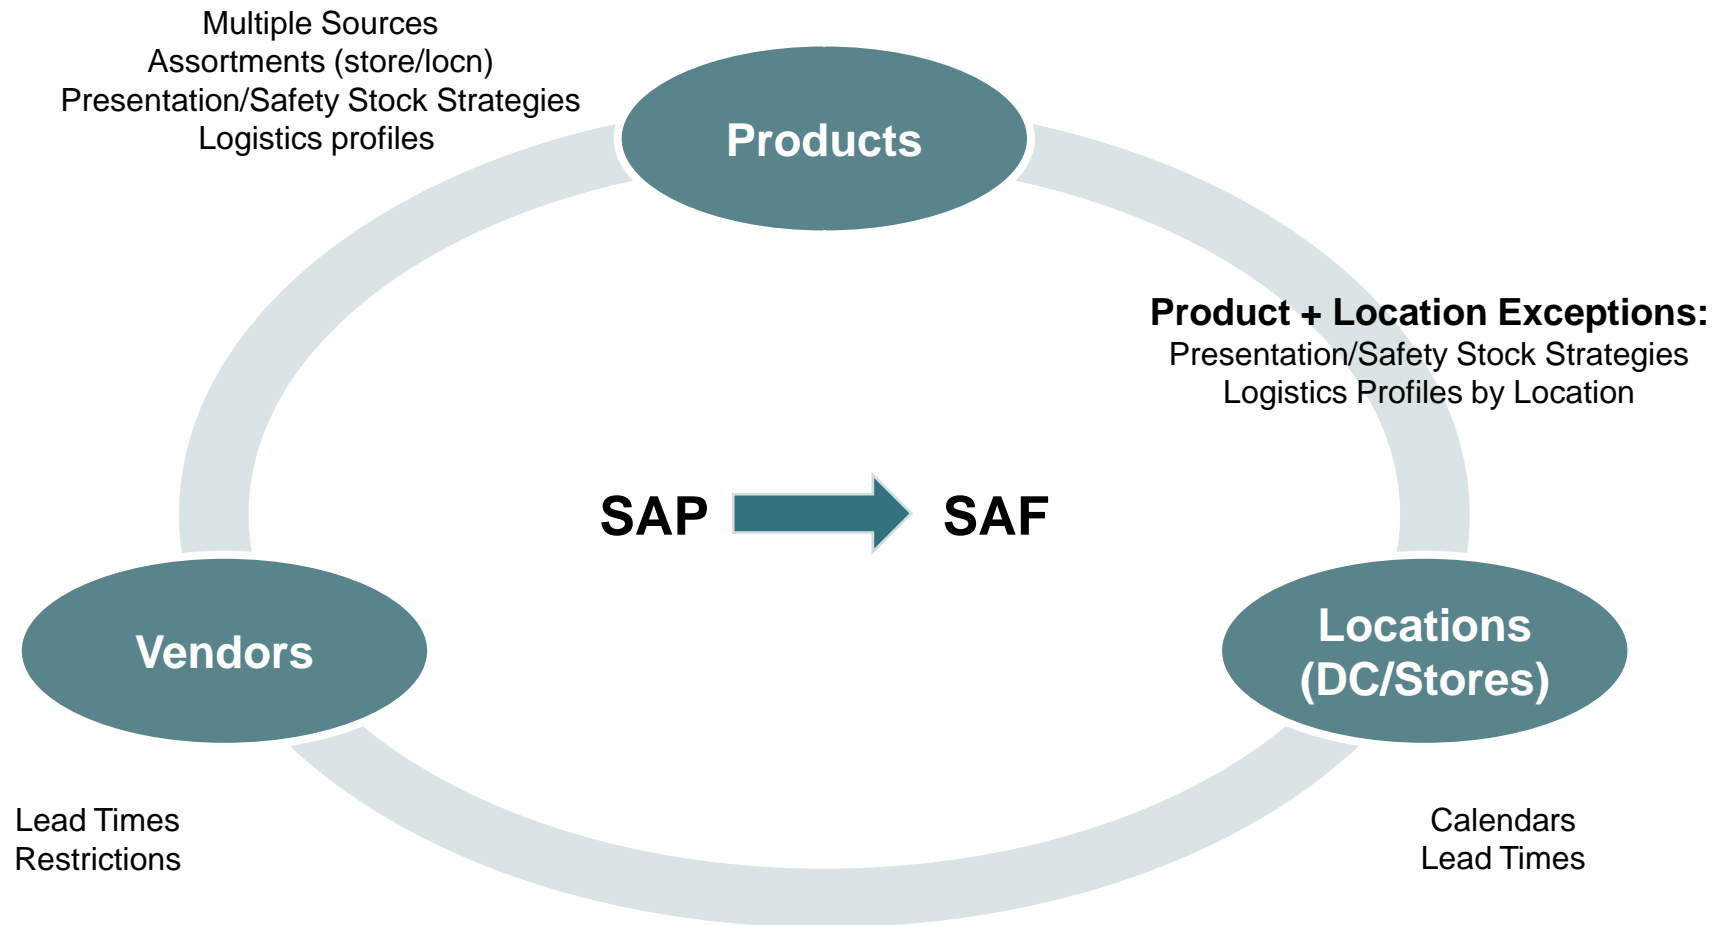 Multiple Sources
Assortments (store/locn)
Presentation/Safety Stock Strategies
Logistics profiles
Products
Product + Location Exceptions:
Presentation/Safety Stock Strategies
Logistics Profiles by Location
SAP
SAF
Vendors
Locations
(DC/Stores)
Lead Times
Restrictions
Calendars
Lead Times